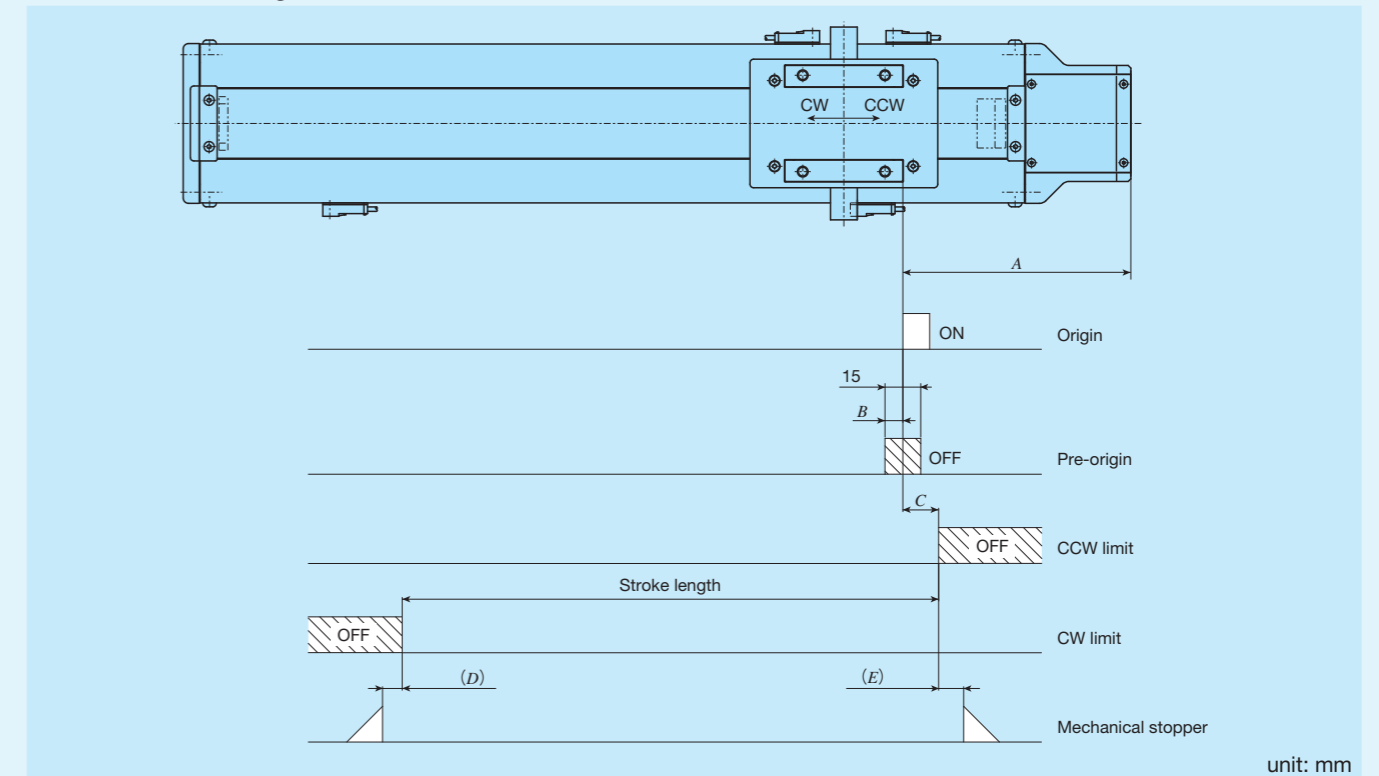 CW CCW
A
ON Origin
15
B
OFF Pre-origin
C
OFF CCW limit
Stroke length
OFF CW limit
(D) (E)
Mechanical stopper
unit: mm